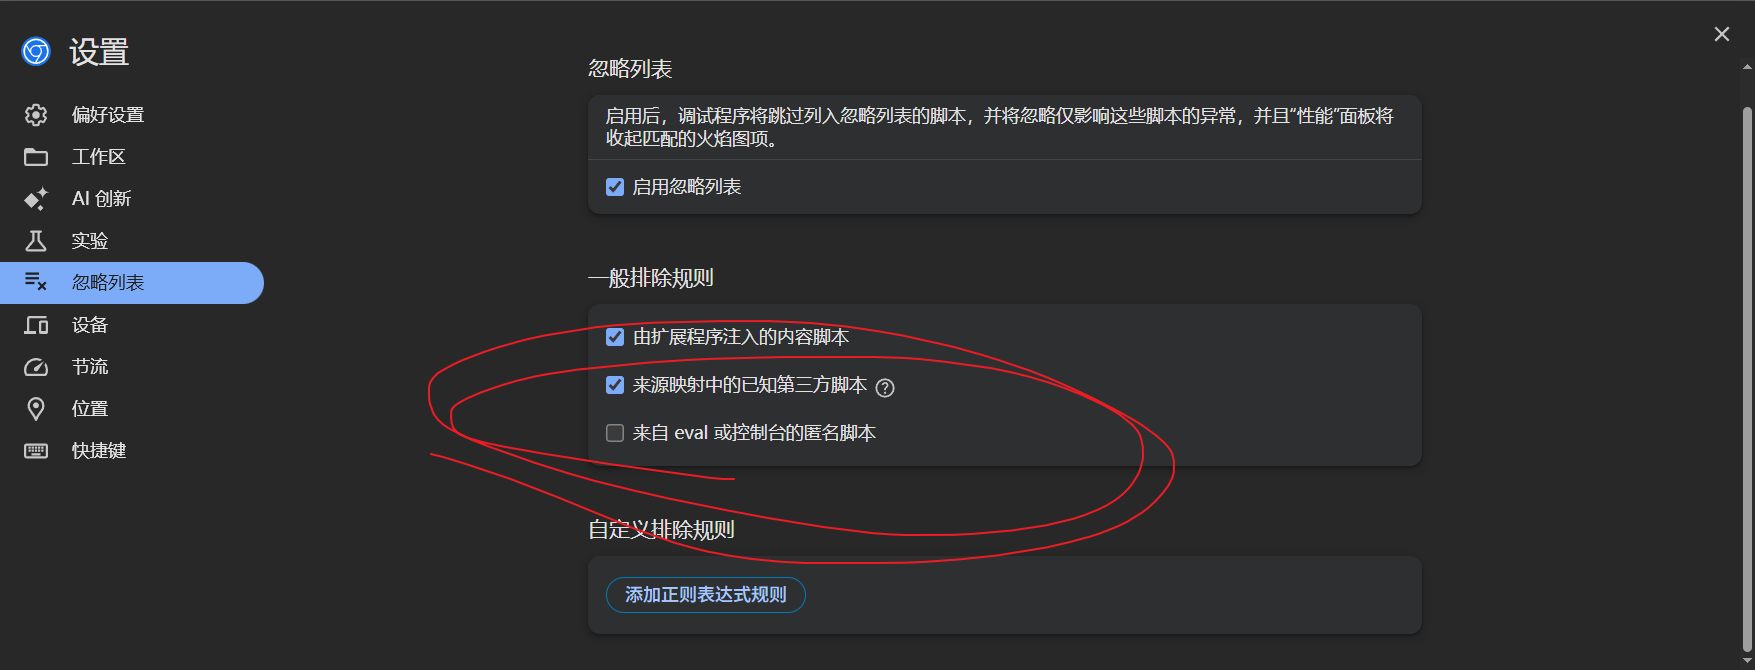 设置
偏好设置
工作区
AI 创新
实验
忽略列表
设备
节流
位置
快捷键
忽略列表
启用后，调试程序将跳过列入忽略列表的脚本，并将忽略仅影响这些脚本的异常，并且“性能”面板将
收起匹配的火焰图项。
启用忽略列表
一般排除规则
由扩展程序注入的内容脚本
来源映射中的已知第三方脚本
来自 eval 或控制台的匿名脚本
自定义排除规则
添加正则表达式规则